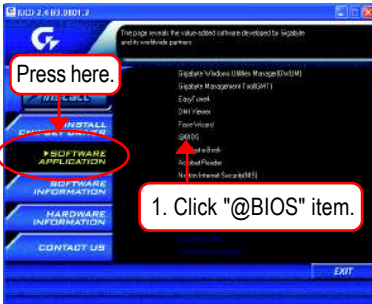 IUCD 2.4 B3.0801.2
The page reveals the value-added software developed by Gigabyte
and its worldwide partners.
Press here.
Gigabyte Windows Utilities Manager(GWUM)
Gigabyte Management Tool(GMT)
EasyTune4
DMI Viewer
Face Wizard
@BIOS
Acrobat Reader
Norton Internet Security(NIS)
INSTALL
CHIPSET DRIVER
SOFTWARE
APPLICATION
SOFTWARE
INFORMATION
HARDWARE
INFORMATION
CONTACT US
1. Click "@BIOS" item.
EXIT